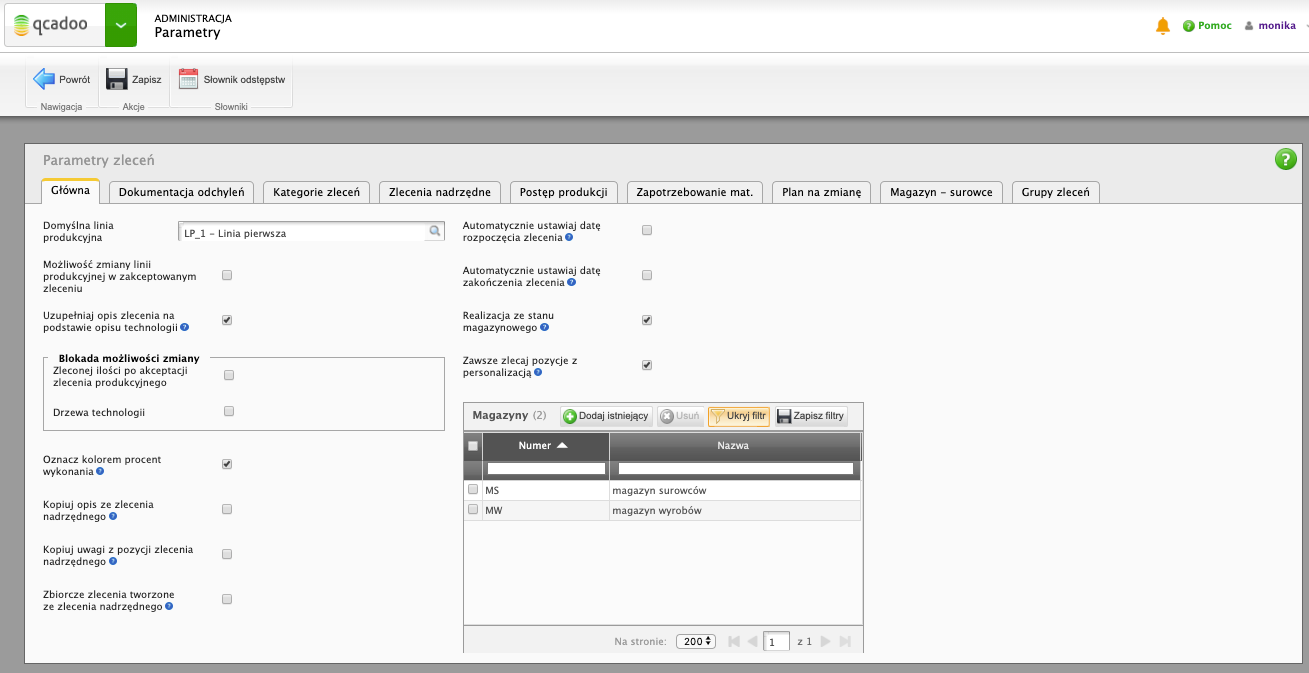 qcadoo
ADMINISTRACJA
Parametry
Pomoc
monika
Powrót
Zapisz
Słownik odstępstw
Nawigacja
Akcje
Słowniki
Parametry zleceń
?
Główna
Dokumentacja odchyleń
Kategorie zleceń
Zlecenia nadrzędne
Postęp produkcji
Zapotrzebowanie mat.
Plan na zmianę
Magazyn – surowce
Grupy zleceń
Domyślna linia
produkcyjna
LP_1 – Linia pierwsza
Możliwość zmiany linii
produkcyjnej w zakceptowanym
zleceniu
Uzupełniaj opis zlecenia na
podstawie opisu technologii
Blokada możliwości zmiany
Zleconej ilości po akceptacji
zlecenia produkcyjnego
Drzewa technologii
Oznacz kolorem procent
wykonania
Kopiuj opis ze zlecenia
nadrzędnego
Kopiuj uwagi z pozycji zlecenia
nadrzędnego
Zbiorcze zlecenia tworzone
ze zlecenia nadrzędnego
Automatycznie ustawiaj datę
rozpoczęcia zlecenia
Automatycznie ustawiaj datę
zakończenia zlecenia
Realizacja ze stanu
magazynowego
Zawsze zlecaj pozycje z
personalizacją
Magazyny (2)
Dodaj istniejący
Usuń
Ukryj filtr
Zapisz filtry
Numer
Nazwa
MS
magazyn surowców
MW
magazyn wyrobów
Na stronie:
200
1
z 1